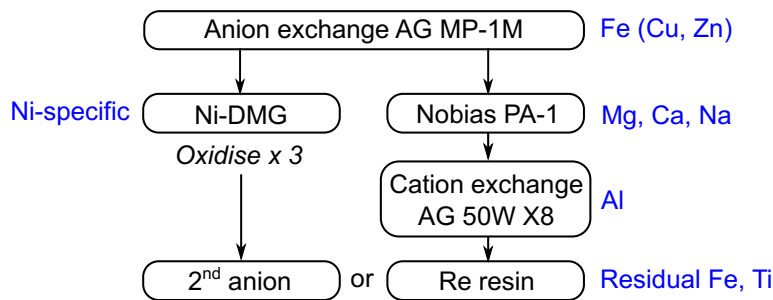 Anion exchange AG MP-1M
Fe (Cu, Zn)
Ni-specific
Ni-DMG
Nobias PA-1
Mg, Ca, Na
Oxidise x 3
Cation exchange
AG 50W X8
Al
2nd anion
or
Re resin
Residual Fe, Ti